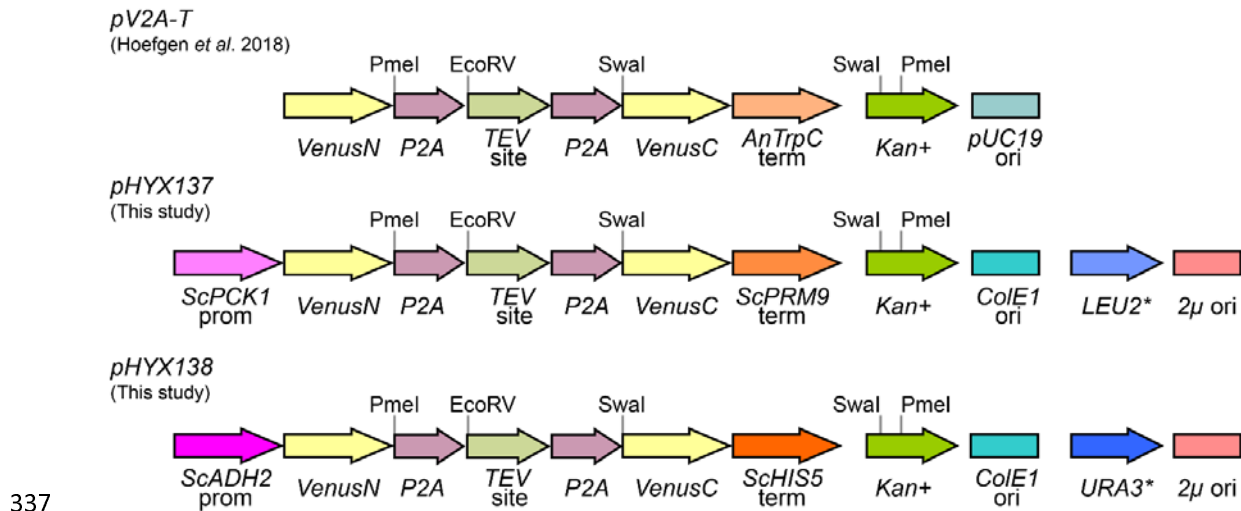 pV2A-T
(Hoefgen et al. 2018)
PmeI EcoRV SwaI SwaI PmeI
VenusN P2A TEV site P2A VenusC AnTrpC term Kan+ pUC19 ori
pHYX137
(This study)
PmeI EcoRV SwaI SwaI PmeI
ScPCK1 prom VenusN P2A TEV site P2A VenusC ScPRM9 term Kan+ ColE1 ori LEU2* 2μ ori
pHYX138
(This study)
PmeI EcoRV SwaI SwaI PmeI
ScADH2 prom VenusN P2A TEV site P2A VenusC ScHIS5 term Kan+ ColE1 ori URA3* 2μ ori
337